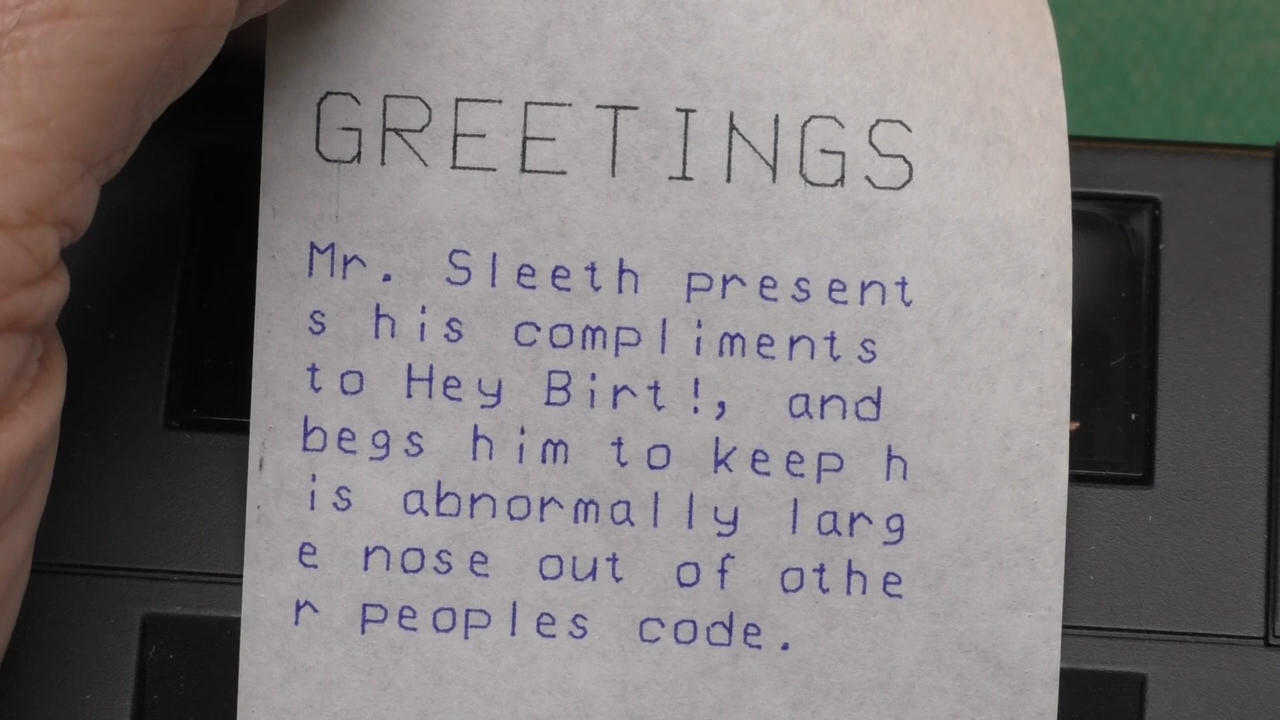 GREETINGS
Mr. Sleeth present
s his compliments
to Hey Birt!, and
begs him to keep h
is abnormally larg
e nose out of othe
r peoples code.